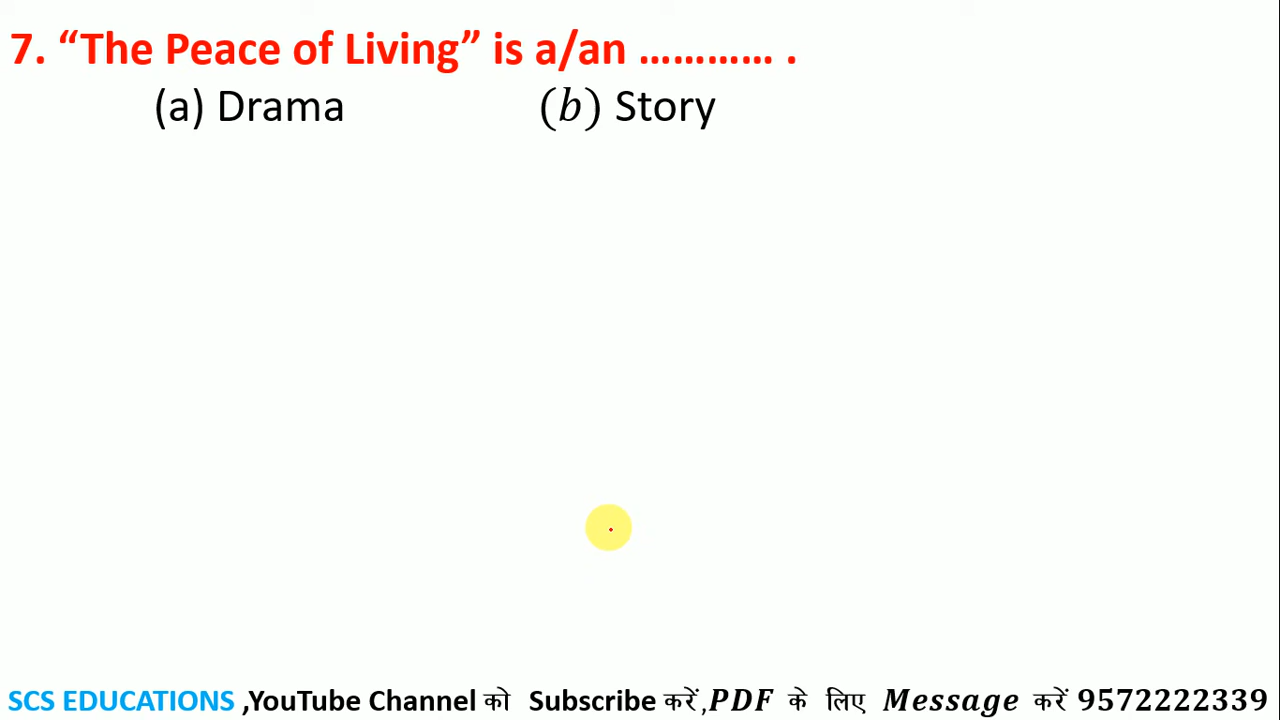 7. “The Peace of Living” is a/an ………… .
(a) Drama (b) Story
SCS EDUCATIONS ,YouTube Channel को Subscribe करें,PDF के लिए Message करें 9572222339